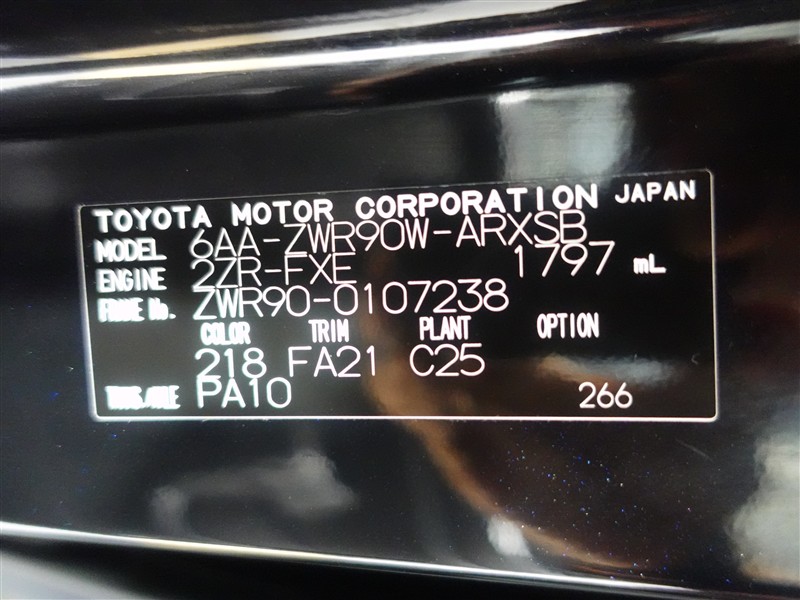 TOYOTA MOTOR CORPORATION JAPAN
MODEL 6AA-ZWR90W-ARXSB
ENGINE 2ZR-FXE 1797 mL
FRAME No. ZWR90-0107238
COLOR TRIM PLANT OPTION
218 FA21 C25
TRANS./AXLE PA10 266